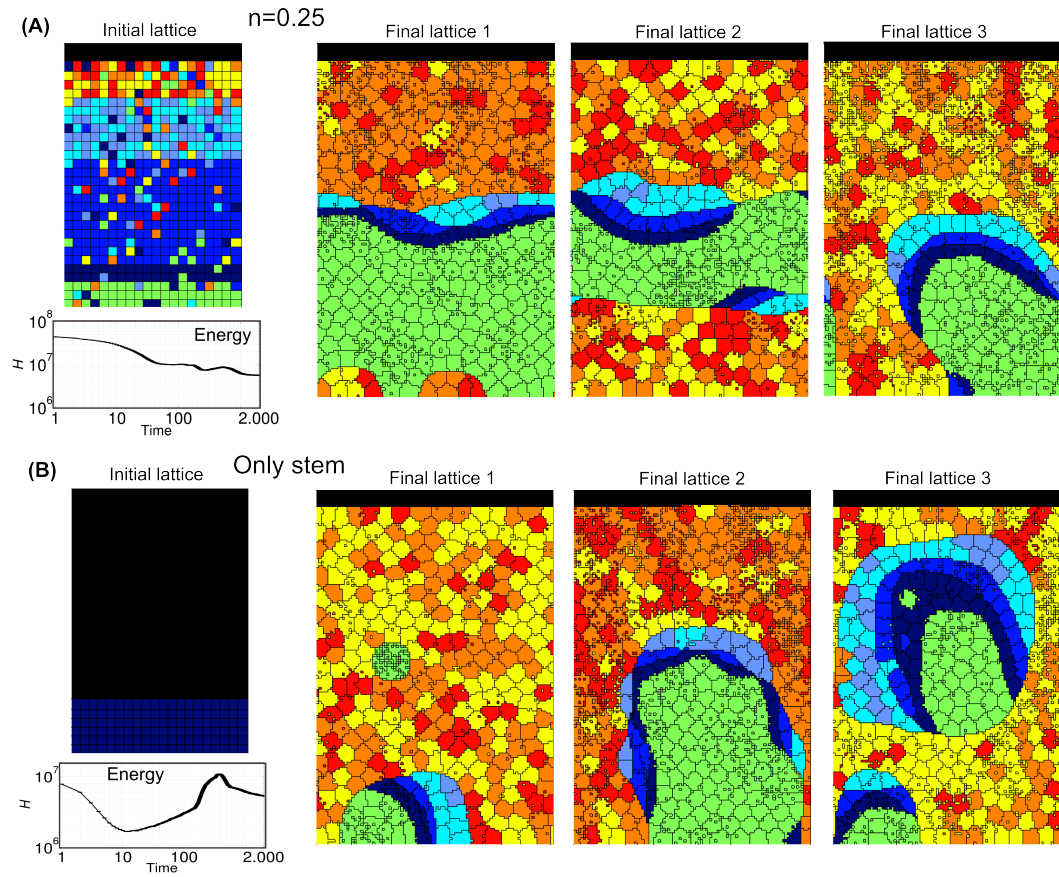 (A)
n=0.25
Initial lattice
Final lattice 1
Final lattice 2
Final lattice 3
10^8
10^7
10^6
H
Energy
1
10
100
2.000
Time
(B)
Only stem
Initial lattice
Final lattice 1
Final lattice 2
Final lattice 3
10^7
10^6
H
Energy
1
10
100
2.000
Time